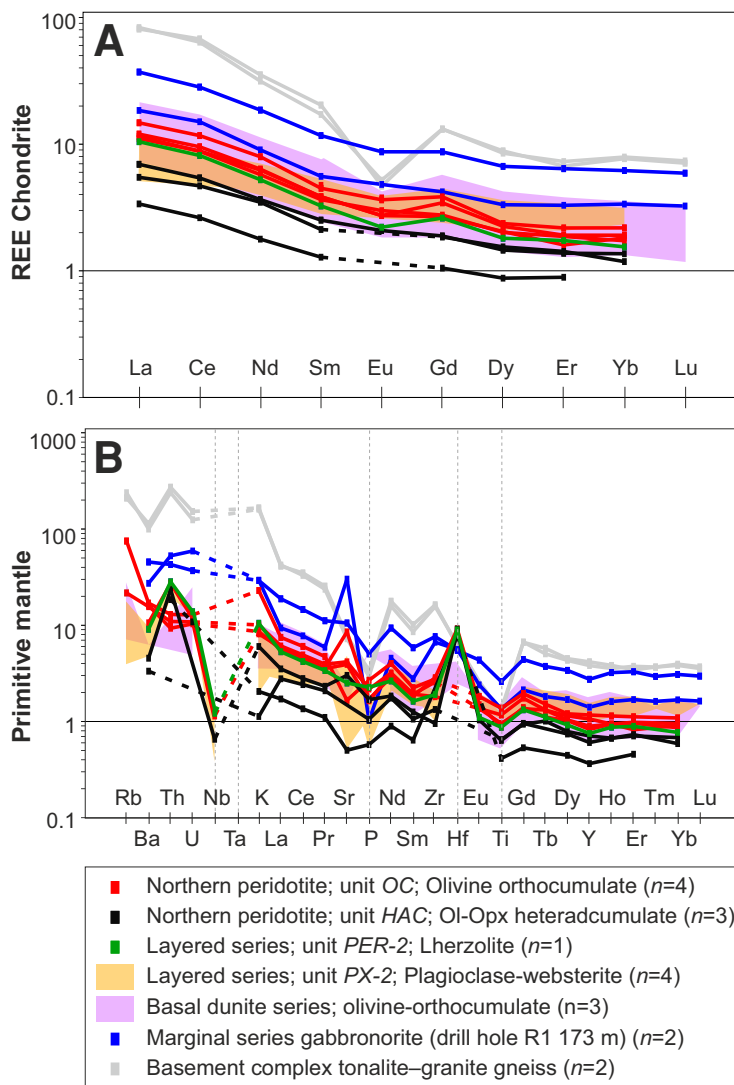 A
REE Chondrite
100
10
1
0.1
La Ce Nd Sm Eu Gd Dy Er Yb Lu
B
Primitive mantle
1000
100
10
1
0.1
Rb Th Nb K Ce Sr Nd Zr Eu Gd Dy Ho Tm Lu
Ba U Ta La Pr P Sm Hf Ti Tb Y Er Yb
Northern peridotite; unit OC; Olivine orthocumulate (n=4)
Northern peridotite; unit HAC; Ol-Opx heteradcumulate (n=3)
Layered series; unit PER-2; Lherzolite (n=1)
Layered series; unit PX-2; Plagioclase-websterite (n=4)
Basal dunite series; olivine-orthocumulate (n=3)
Marginal series gabbronorite (drill hole R1 173 m) (n=2)
Basement complex tonalite–granite gneiss (n=2)